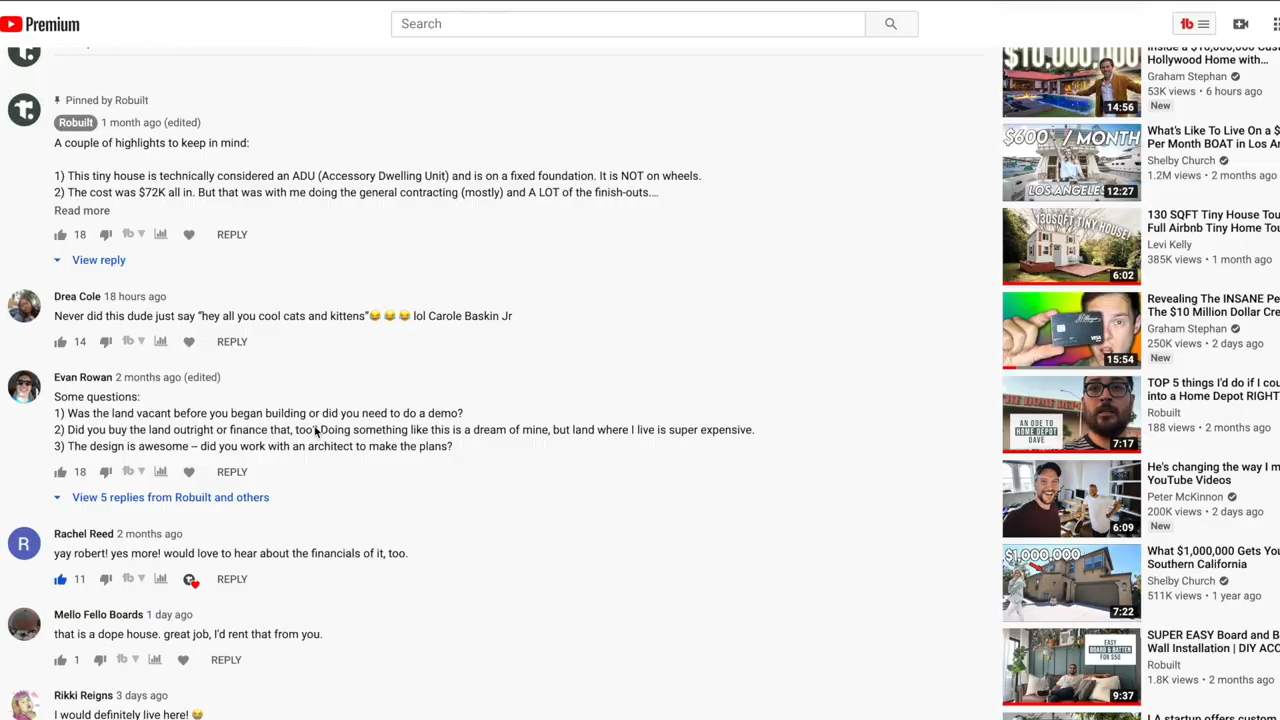 Premium
Search
Pinned by Robuilt
Robuilt 1 month ago (edited)
A couple of highlights to keep in mind:
1) This tiny house is technically considered an ADU (Accessory Dwelling Unit) and is on a fixed foundation. It is NOT on wheels.
2) The cost was $72K all in. But that was with me doing the general contracting (mostly) and A LOT of the finish-outs....
Read more
18 REPLY
View reply
Drea Cole 18 hours ago
Never did this dude just say “hey all you cool cats and kittens”😂 😂 😂 lol Carole Baskin Jr
14 REPLY
Evan Rowan 2 months ago (edited)
Some questions:
1) Was the land vacant before you began building or did you need to do a demo?
2) Did you buy the land outright or finance that, too? Doing something like this is a dream of mine, but land where I live is super expensive.
3) The design is awesome -- did you work with an architect to make the plans?
18 REPLY
View 5 replies from Robuilt and others
R
Rachel Reed 2 months ago
yay robert! yes more! would love to hear about the financials of it, too.
11 REPLY
Mello Fello Boards 1 day ago
that is a dope house. great job, I'd rent that from you.
1 REPLY
Rikki Reigns 3 days ago
I would definitely live here! 😂
$10,000,000
14:56
Inside a $10,000,000
Hollywood Home with...
Graham Stephan
53K views • 6 hours ago
New
$600 / MONTH
LOS ANGELES
12:27
What's Like To Live On a $
Per Month BOAT in Los
Shelby Church
1.2M views • 2 months
130 SQFT TINY HOUSE TOUR!
6:02
130 SQFT Tiny House
Full Airbnb Tiny Home
Levi Kelly
385K views • 1 month
15:54
Revealing The INSANE
The $10 Million Dollar
Graham Stephan
250K views • 2 days ago
New
AN ODE TO
HOME DEPOT
DAVE
7:17
TOP 5 things I'd do if I
into a Home Depot
Robuilt
188 views • 2 months
6:09
He's changing the way I
YouTube Videos
Peter McKinnon
200K views • 2 days ago
New
$1,000,000
7:22
What $1,000,000 Gets
Southern California
Shelby Church
511K views • 1 year ago
EASY
BOARD & BATTEN
FOR $50
9:37
SUPER EASY Board and
Wall Installation | DIY
Robuilt
1.8K views • 2 months
LA startup offers